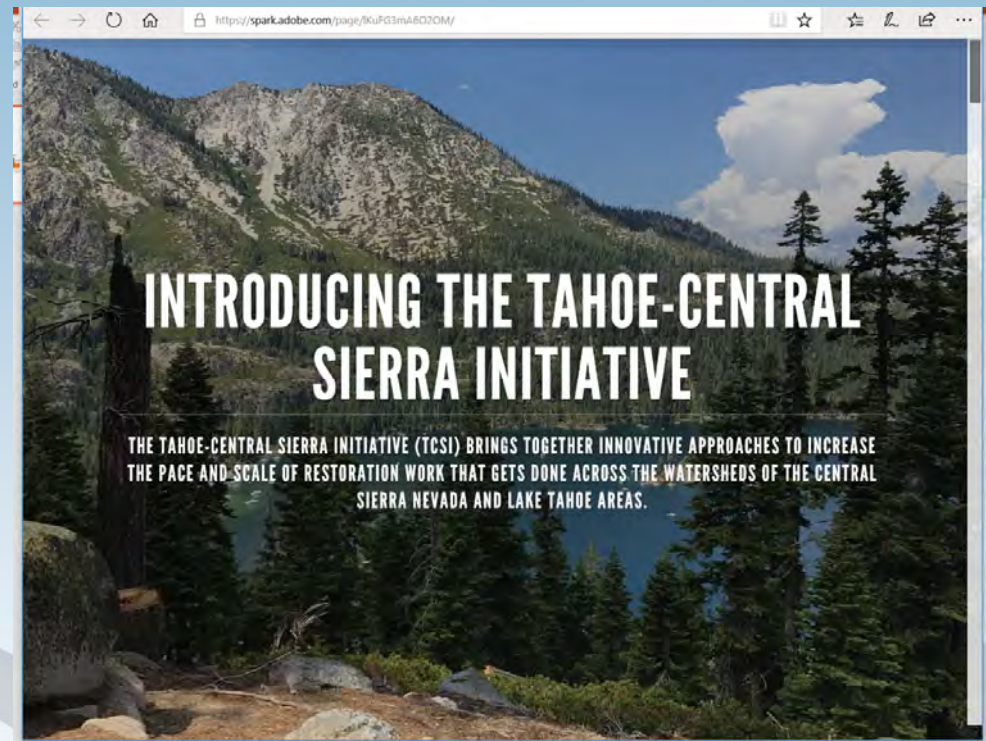 https://spark.adobe.com/page/lKuFG3mA6O2OM/
INTRODUCING THE TAHOE-CENTRAL
SIERRA INITIATIVE
THE TAHOE-CENTRAL SIERRA INITIATIVE (TCSI) BRINGS TOGETHER INNOVATIVE APPROACHES TO INCREASE
THE PACE AND SCALE OF RESTORATION WORK THAT GETS DONE ACROSS THE WATERSHEDS OF THE CENTRAL
SIERRA NEVADA AND LAKE TAHOE AREAS.